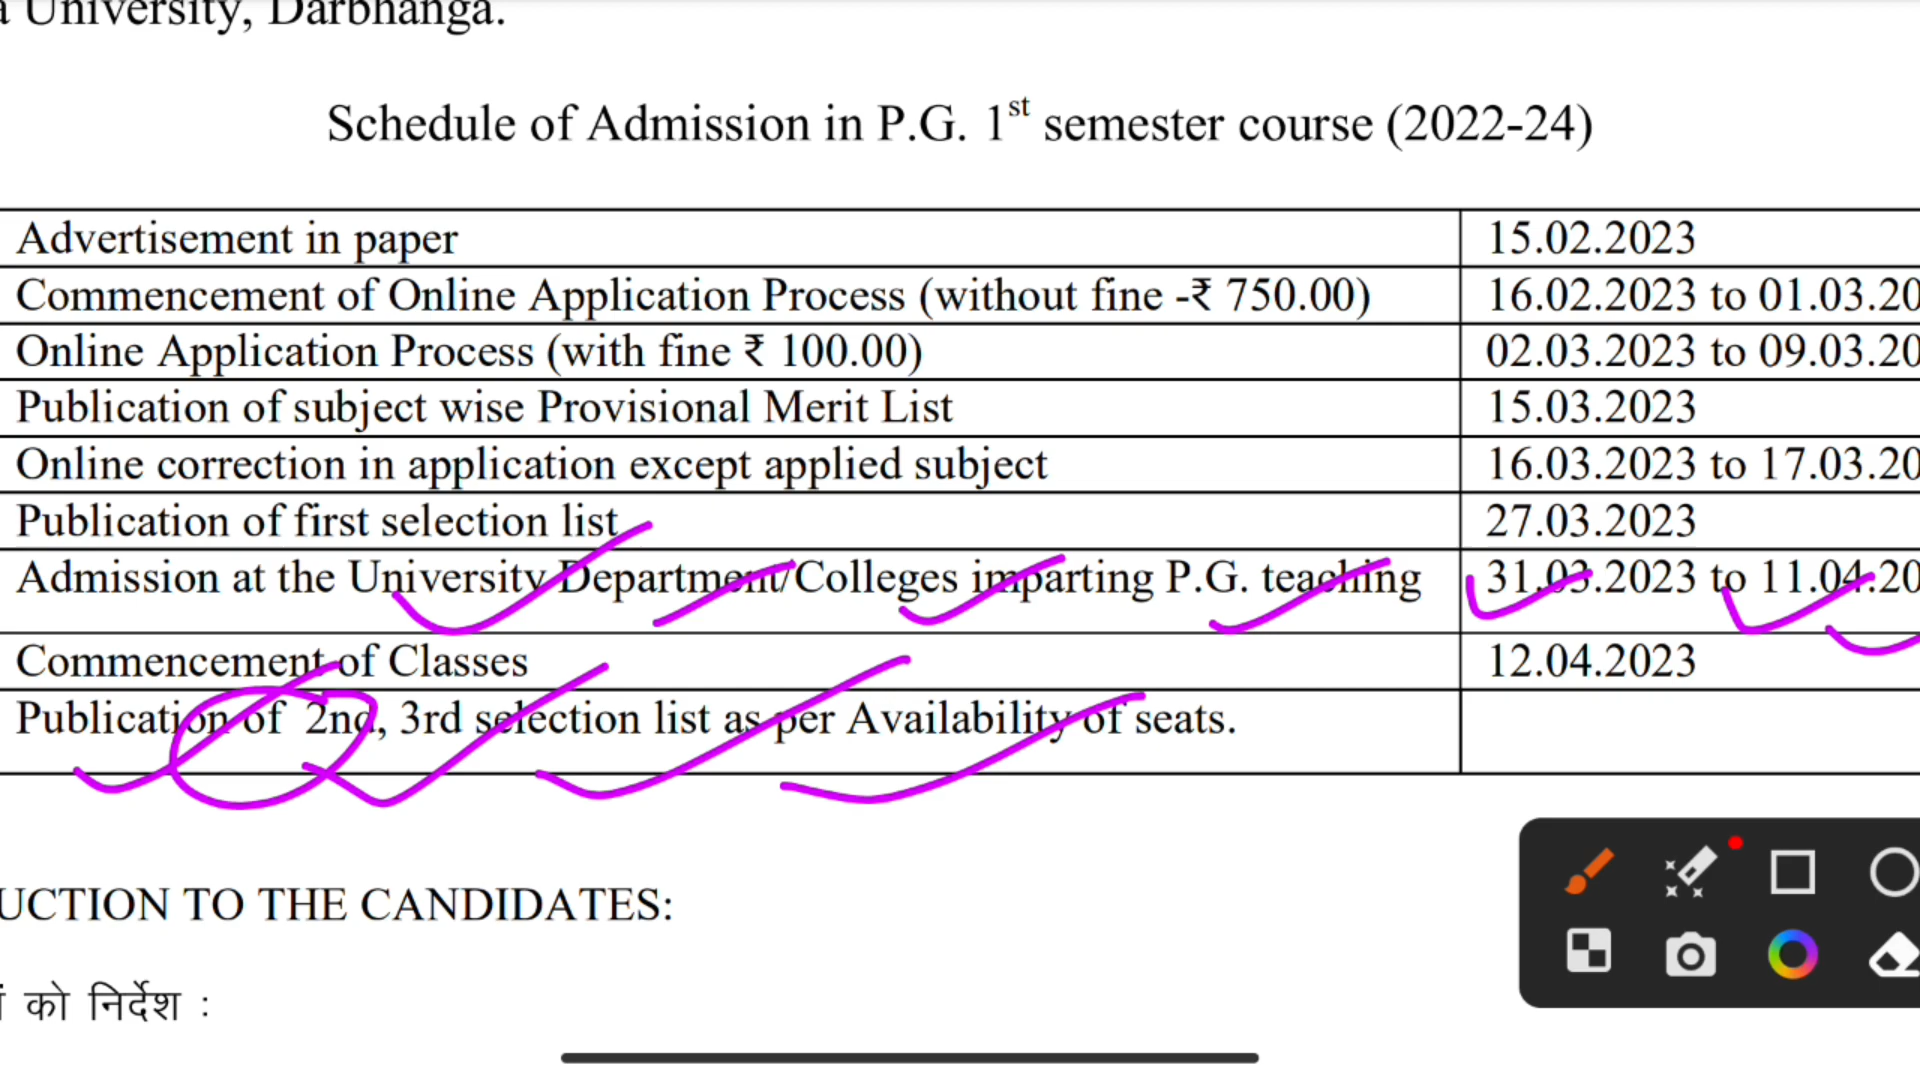 a University, Darbhanga.
Schedule of Admission in P.G. 1st semester course (2022-24)
Advertisement in paper 15.02.2023
Commencement of Online Application Process (without fine -₹ 750.00) 16.02.2023 to 01.03.20
Online Application Process (with fine ₹ 100.00) 02.03.2023 to 09.03.20
Publication of subject wise Provisional Merit List 15.03.2023
Online correction in application except applied subject 16.03.2023 to 17.03.20
Publication of first selection list 27.03.2023
Admission at the University Department/Colleges imparting P.G. teaching 31.03.2023 to 11.04.20
Commencement of Classes 12.04.2023
Publication of 2nd, 3rd selection list as per Availability of seats.
UCTION TO THE CANDIDATES:
को निर्देश :